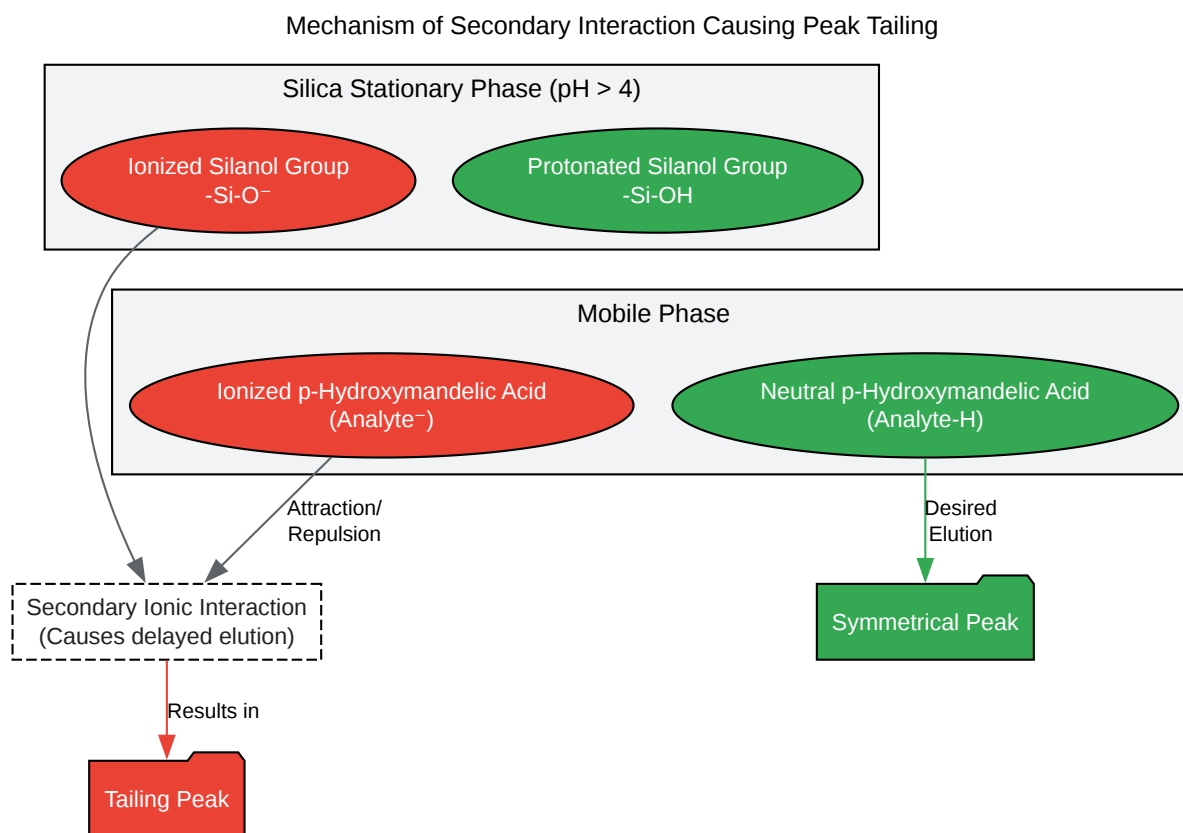 Mechanism of Secondary Interaction Causing Peak Tailing
Silica Stationary Phase (pH > 4)
Ionized Silanol Group
-Si-O⁻
Protonated Silanol Group
-Si-OH
Mobile Phase
Ionized p-Hydroxymandelic Acid
(Analyte⁻)
Neutral p-Hydroxymandelic Acid
(Analyte-H)
Attraction/
Repulsion
Desired
Elution
Secondary Ionic Interaction
(Causes delayed elution)
Symmetrical Peak
Results in
Tailing Peak